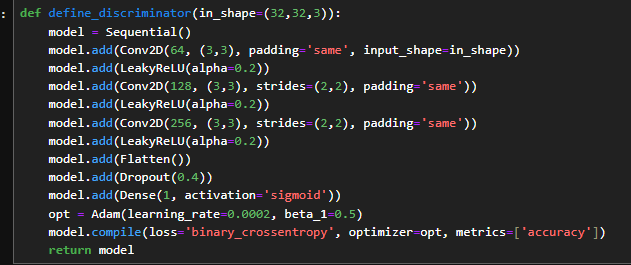 : def define_discriminator(in_shape=(32,32,3)):
    model = Sequential()
    model.add(Conv2D(64, (3,3), padding='same', input_shape=in_shape))
    model.add(LeakyReLU(alpha=0.2))
    model.add(Conv2D(128, (3,3), strides=(2,2), padding='same'))
    model.add(LeakyReLU(alpha=0.2))
    model.add(Conv2D(256, (3,3), strides=(2,2), padding='same'))
    model.add(LeakyReLU(alpha=0.2))
    model.add(Flatten())
    model.add(Dropout(0.4))
    model.add(Dense(1, activation='sigmoid'))
    opt = Adam(learning_rate=0.0002, beta_1=0.5)
    model.compile(loss='binary_crossentropy', optimizer=opt, metrics=['accuracy'])
    return model